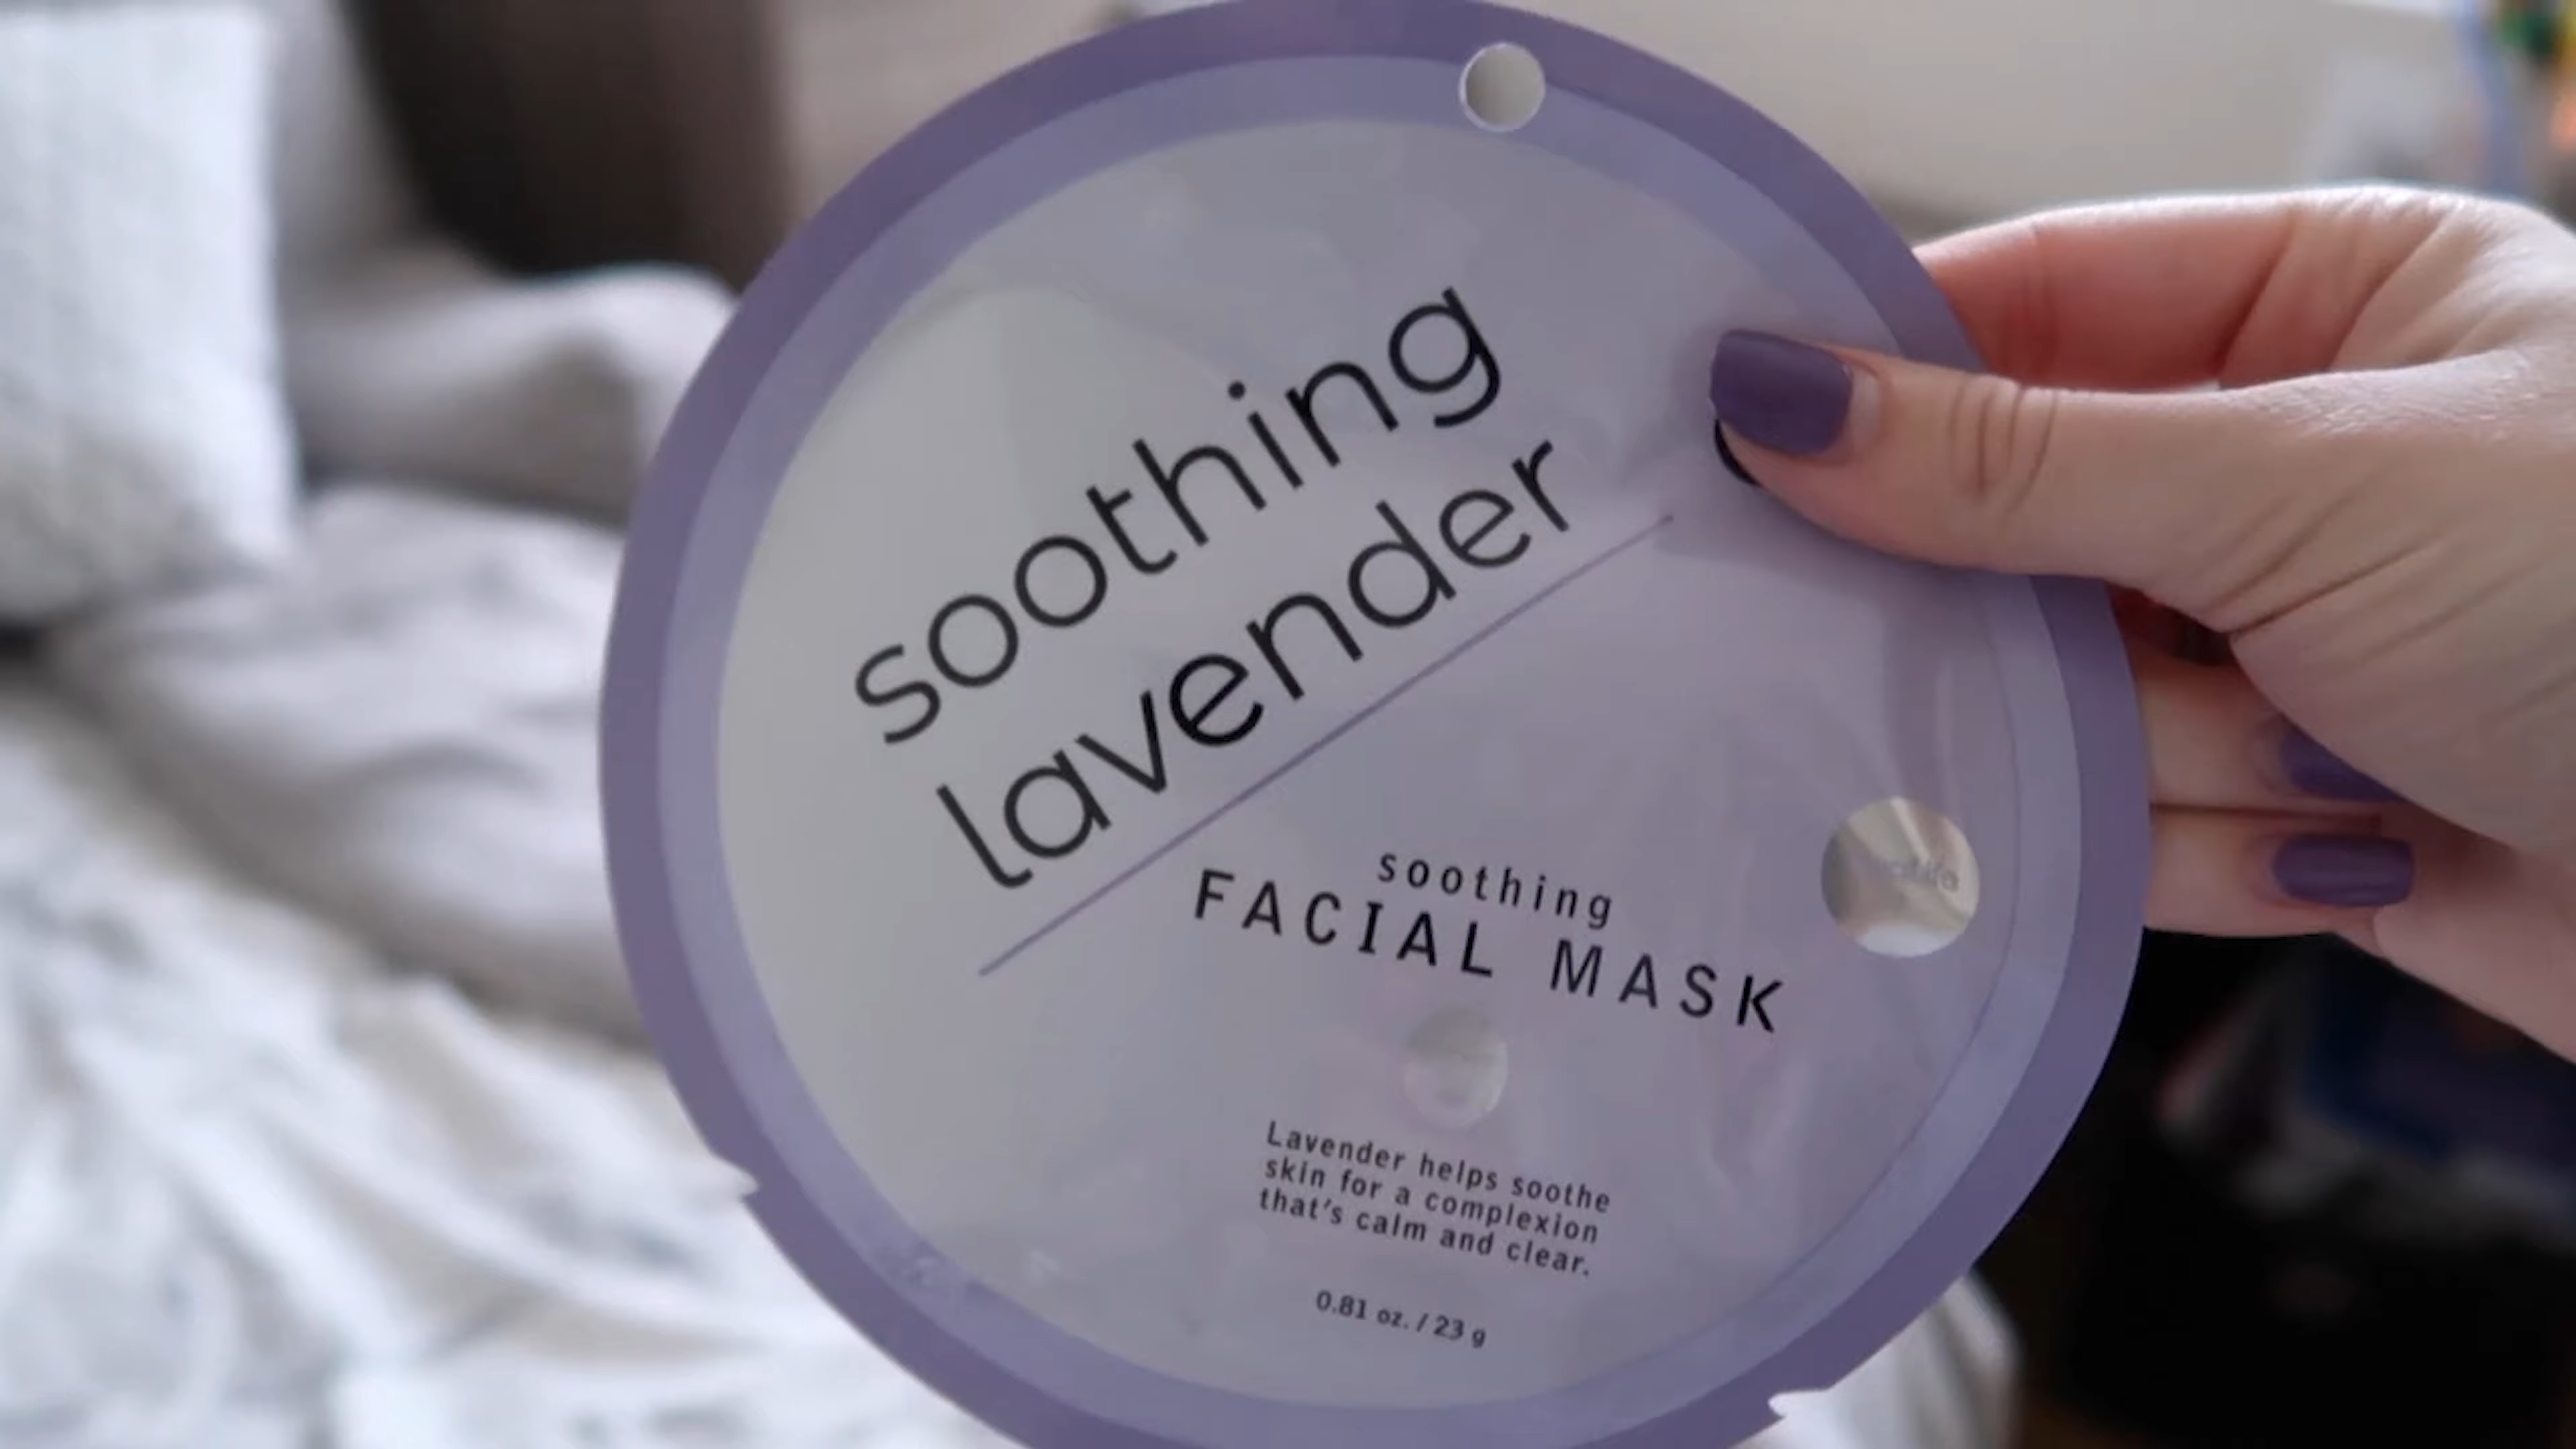 soothing
lavender
soothing
FACIAL MASK
Lavender helps soothe
skin for a complexion
that's calm and clear.
0.81 oz. / 23 g